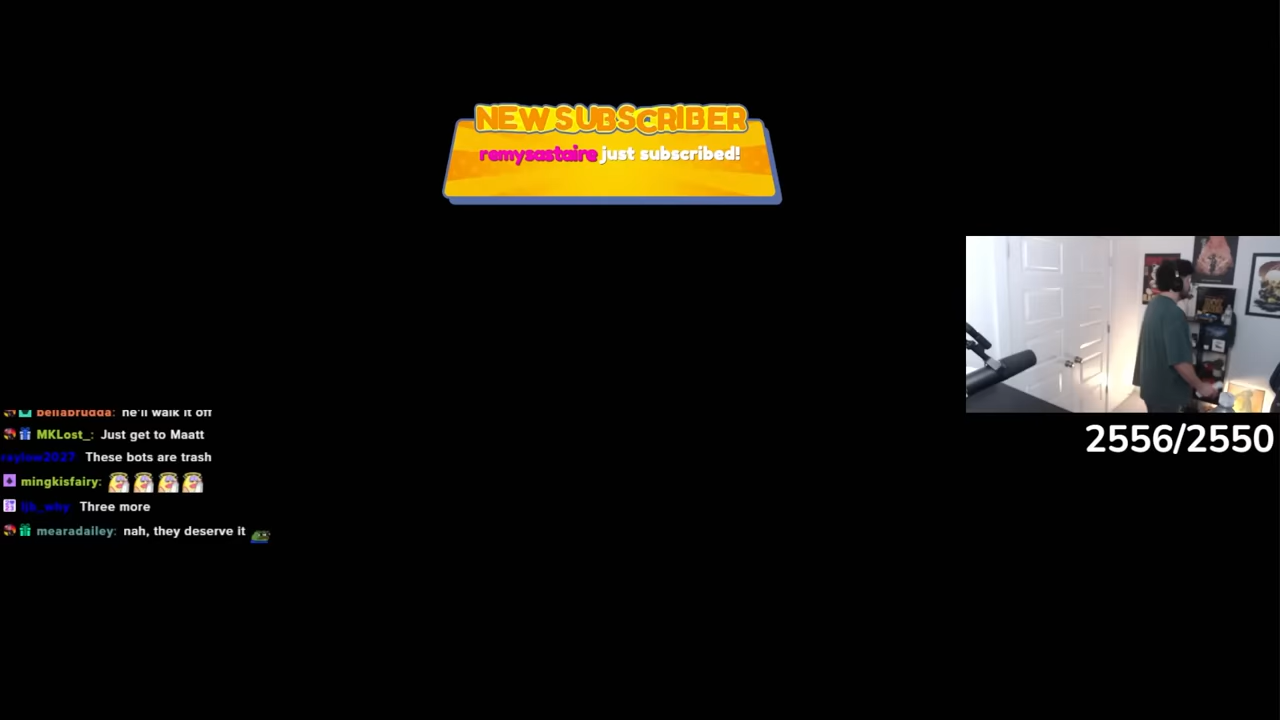 NEW SUBSCRIBER
remysastaire just subscribed!
bellabrudda: he'll walk it off
MKLost_: Just get to Maatt
These bots are trash
mingkisfairy:
Three more
mearadailey: nah, they deserve it
2556/2550